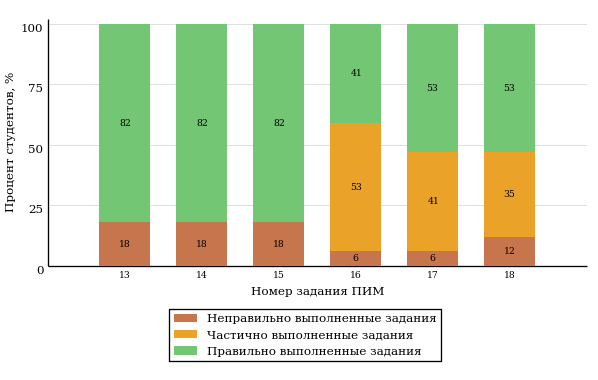 100
75
50
25
0
Процент студентов, %
82 82 82 41 53 53
53 41 35
18 18 18 6 6 12
13 14 15 16 17 18
Номер задания ПИМ
Неправильно выполненные задания
Частично выполненные задания
Правильно выполненные задания